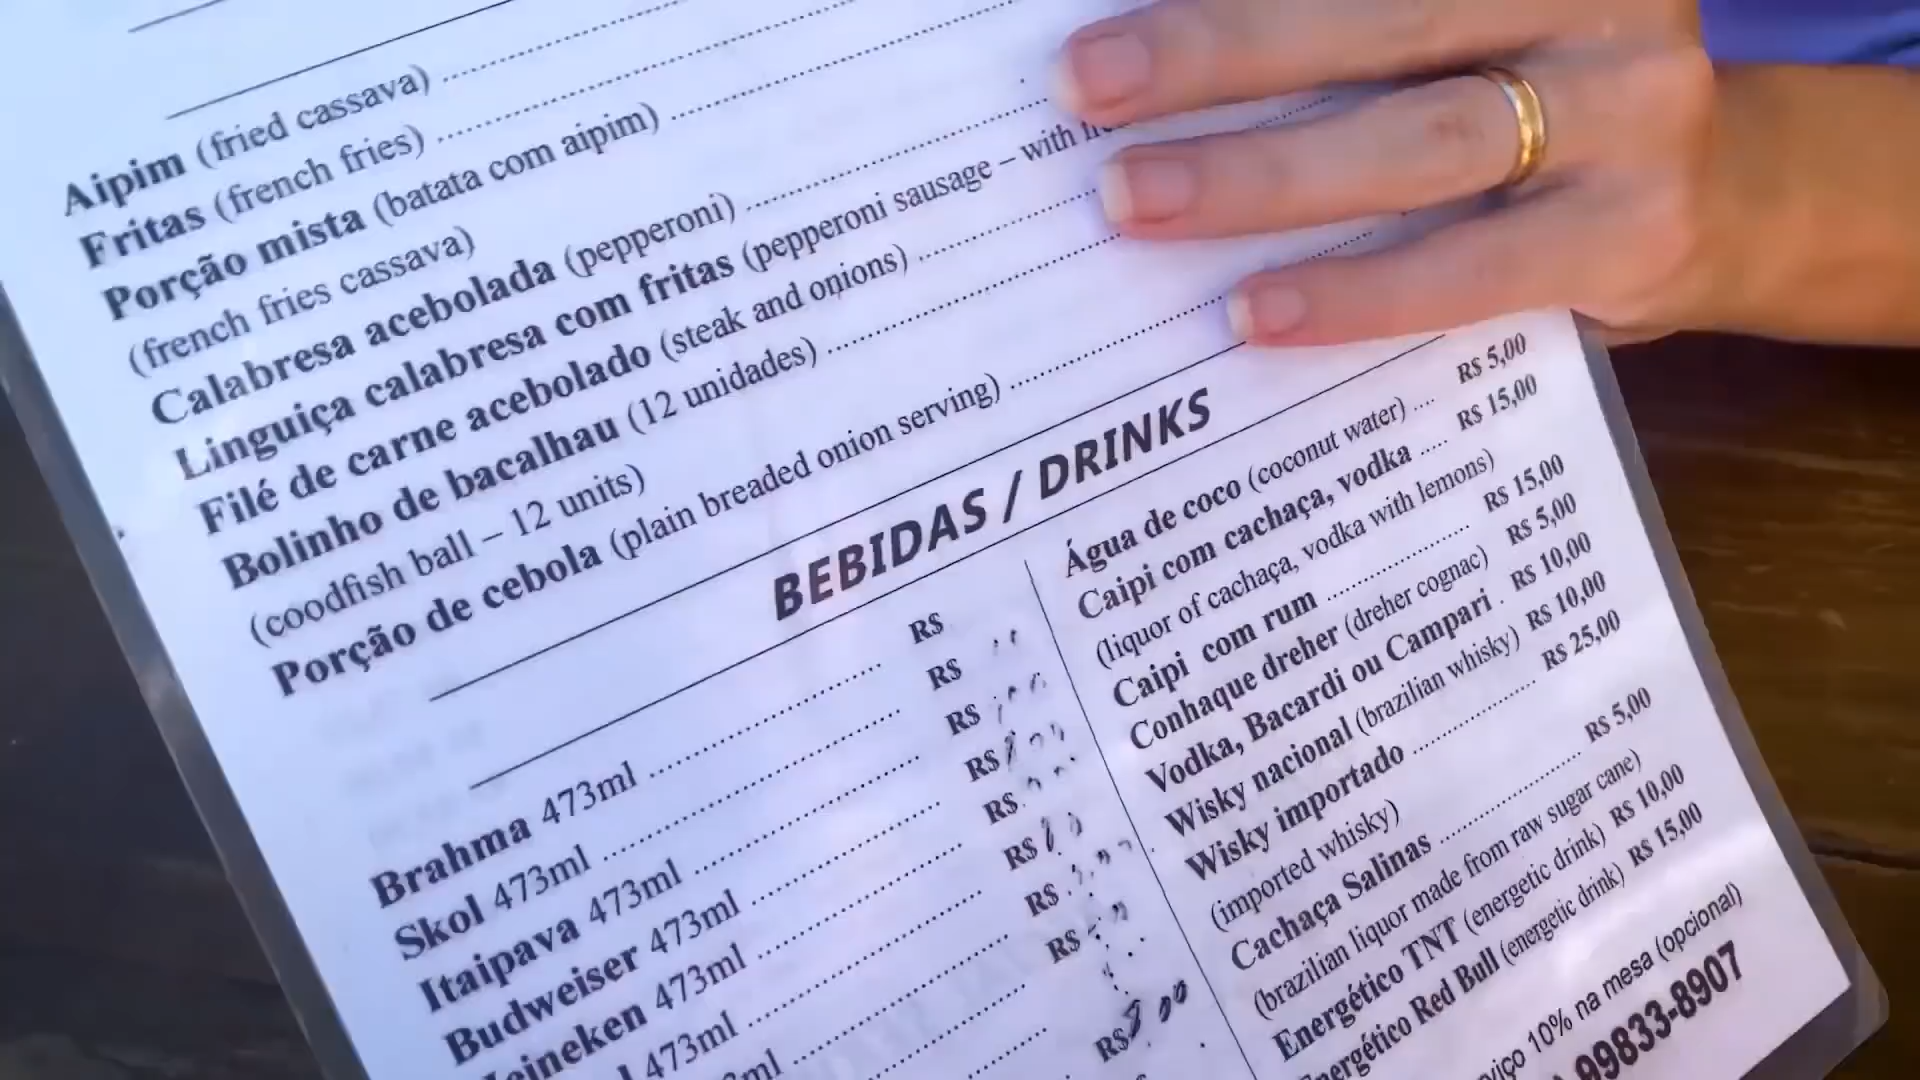 Aipim (fried cassava)
Fritas (french fries)
Porção mista (batata com aipim)
(french fries cassava)
Calabresa acebolada (pepperoni)
Linguiça calabresa com fritas (pepperoni sausage – with
Filé de carne acebolado (steak and onions)
Bolinho de bacalhau (12 unidades)
(coodfish ball – 12 units)
Porção de cebola (plain breaded onion serving)
BEBIDAS / DRINKS
Brahma 473ml R$
Skol 473ml R$
Itaipava 473ml R$
Budweiser 473ml R$
473ml R$
473ml R$
R$
R$
R$
Água de coco (coconut water) .... R$ 5,00
Caipi com cachaça, vodka .... R$ 15,00
(liquor of cachaça, vodka with lemons)
Caipi com rum R$ 15,00
Conhaque dreher (dreher cognac) R$ 5,00
Vodka, Bacardi ou Campari . R$ 10,00
Wisky nacional (brazilian whisky) R$ 10,00
Wisky importado R$ 25,00
(imported whisky)
Cachaça Salinas R$ 5,00
(brazilian liquor made from raw sugar cane)
Energético TNT (energetic drink) R$ 10,00
Red Bull (energetic drink) R$ 15,00
10% na mesa (opcional)
99833-8907